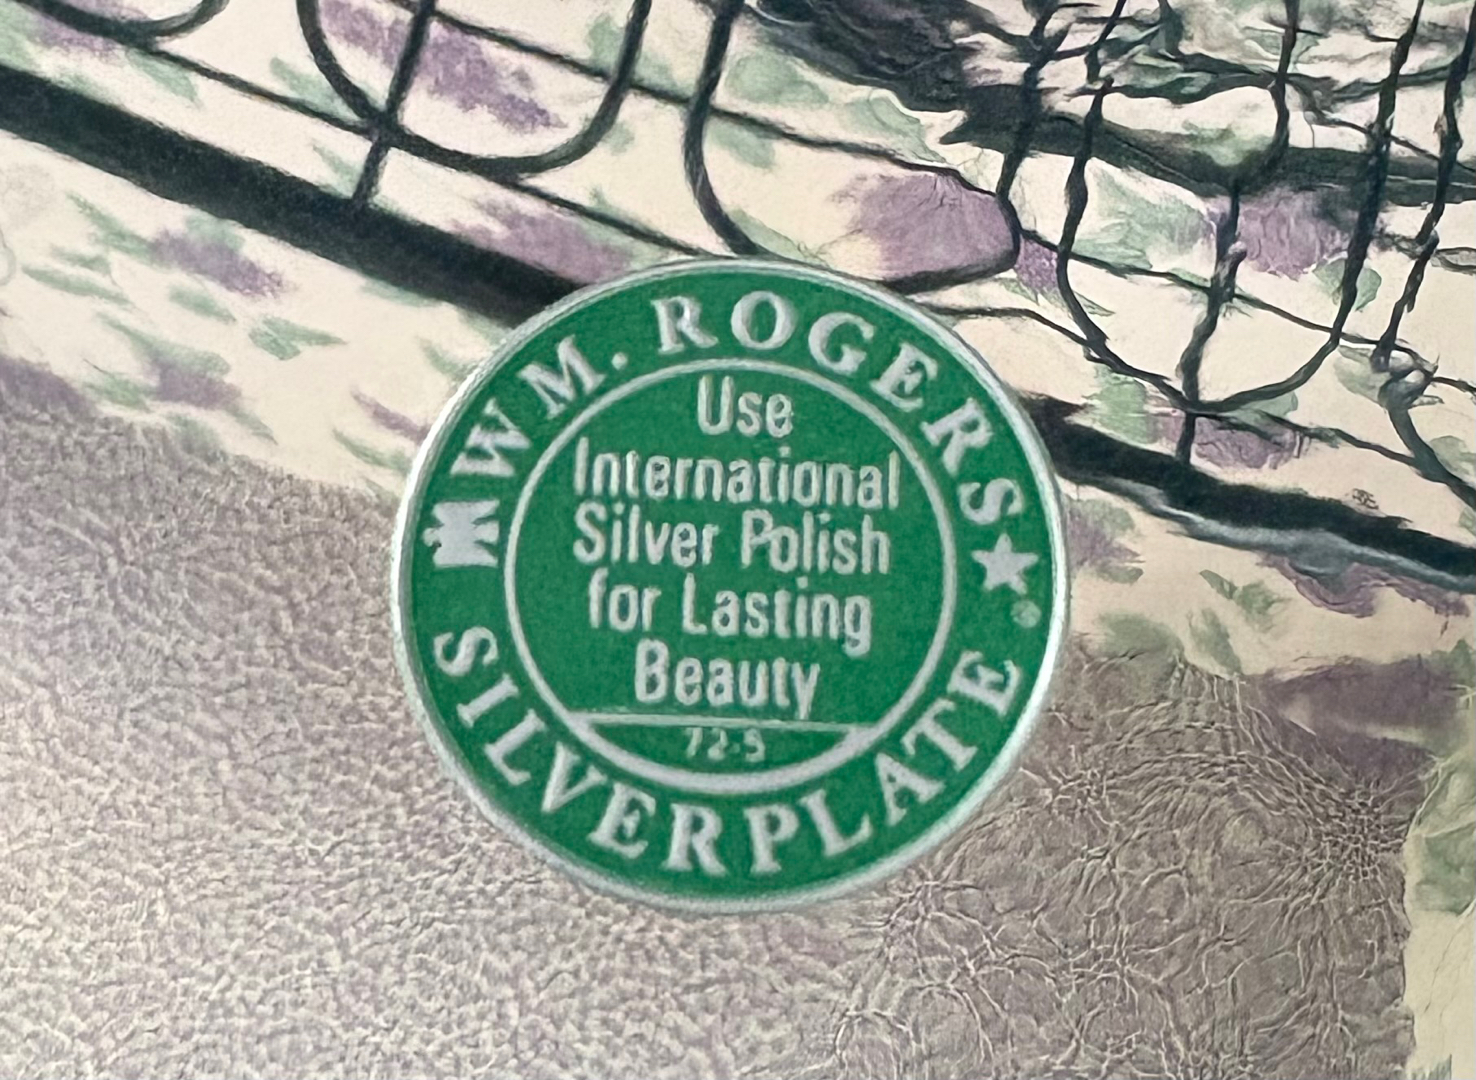 WM. ROGERS
Use
International
Silver Polish
for Lasting
Beauty
72-5
SILVERPLATE